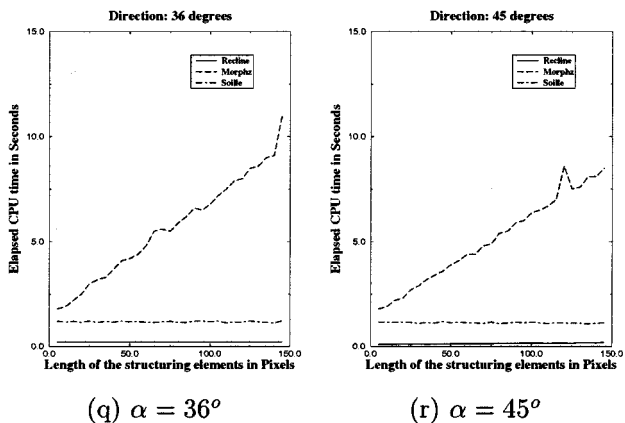 Direction: 36 degrees
15.0
10.0
5.0
0.0
0.0 50.0 100.0 150.0
Elapsed CPU time in Seconds
Length of the structuring elements in Pixels
Recline
Morphz
Soille
(q) α = 36°
Direction: 45 degrees
15.0
10.0
5.0
0.0
0.0 50.0 100.0 150.0
Elapsed CPU time in Seconds
Length of the structuring elements in Pixels
Recline
Morphz
Soille
(r) α = 45°